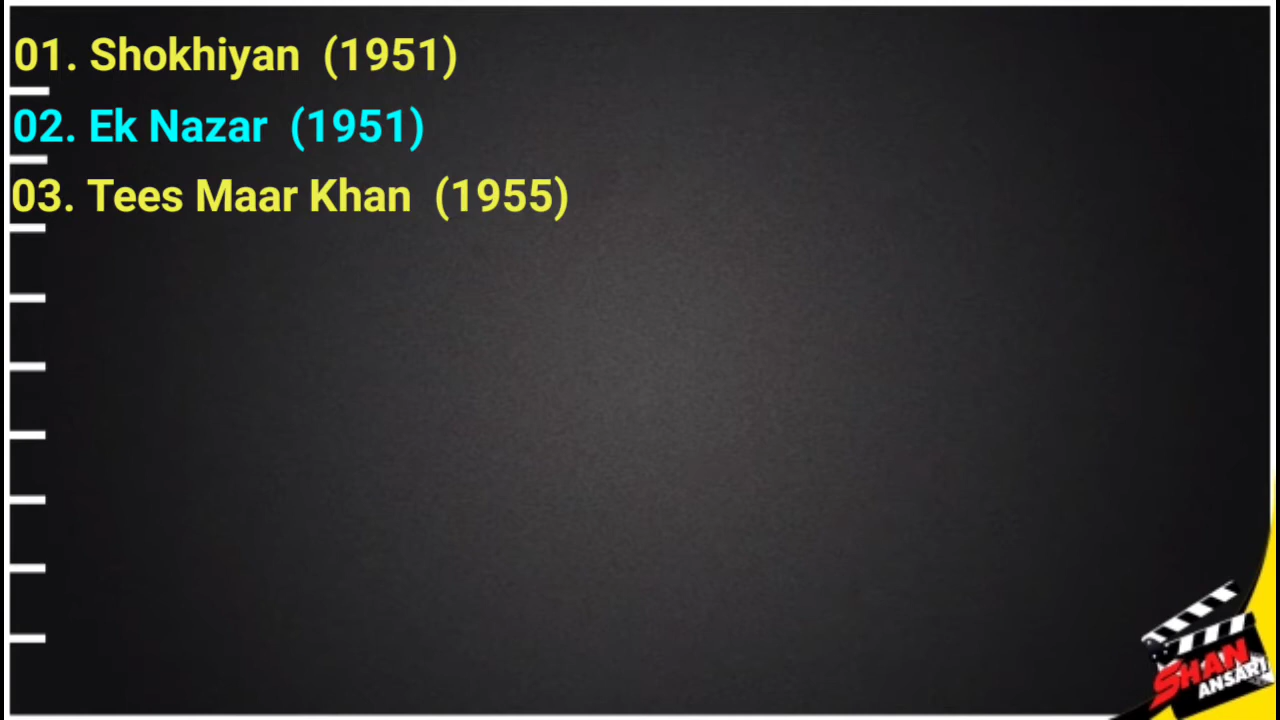 01. Shokhiyan (1951)
02. Ek Nazar (1951)
03. Tees Maar Khan (1955)
SHAN
ANSARI